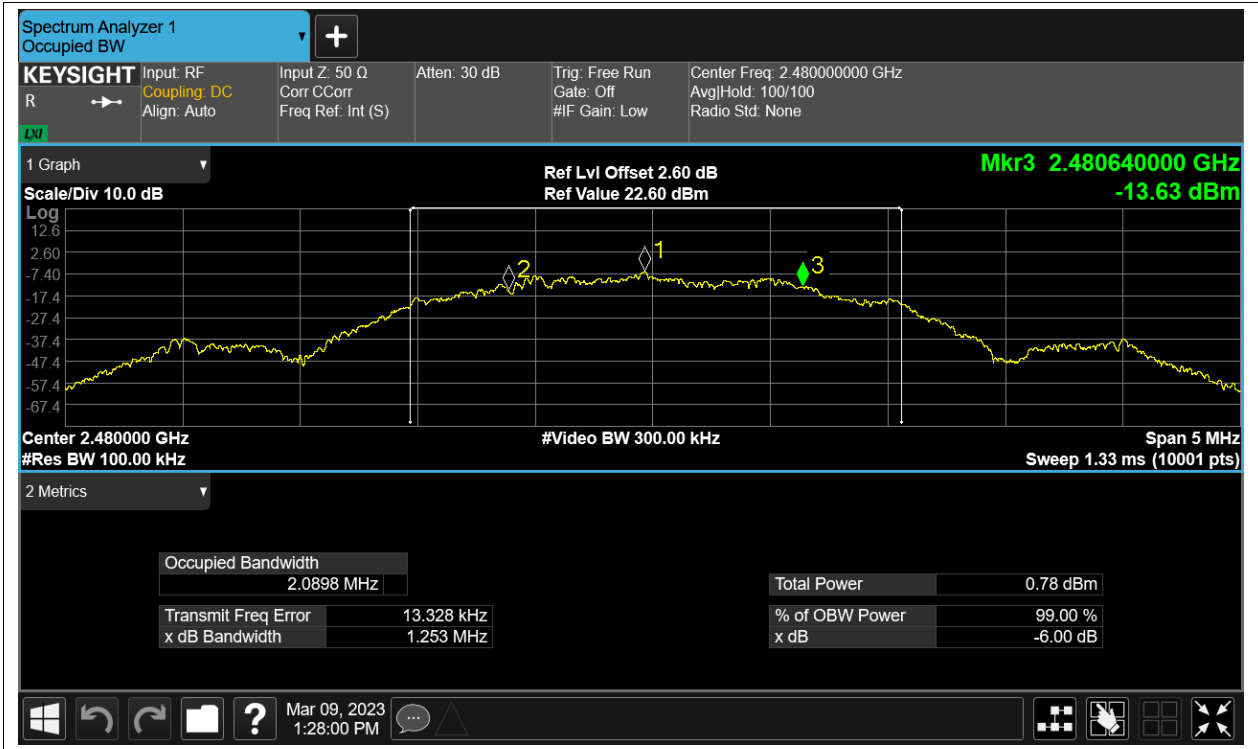 Spectrum Analyzer 1
Occupied BW
KEYSIGHT
R
LXI
Input: RF
Coupling: DC
Align: Auto
Input Z: 50 Ω
Corr CCorr
Freq Ref: Int (S)
Atten: 30 dB
Trig: Free Run
Gate: Off
#IF Gain: Low
Center Freq: 2.480000000 GHz
Avg|Hold: 100/100
Radio Std: None
1 Graph
Scale/Div 10.0 dB
Ref Lvl Offset 2.60 dB
Ref Value 22.60 dBm
Mkr3 2.480640000 GHz
-13.63 dBm
Log
12.6
2.60
-7.40
-17.4
-27.4
-37.4
-47.4
-57.4
-67.4
2
1
3
Center 2.480000 GHz
#Res BW 100.00 kHz
#Video BW 300.00 kHz
Span 5 MHz
Sweep 1.33 ms (10001 pts)
2 Metrics
Occupied Bandwidth
2.0898 MHz
Transmit Freq Error 13.328 kHz
x dB Bandwidth 1.253 MHz
Total Power 0.78 dBm
% of OBW Power 99.00 %
x dB -6.00 dB
?
Mar 09, 2023
1:28:00 PM